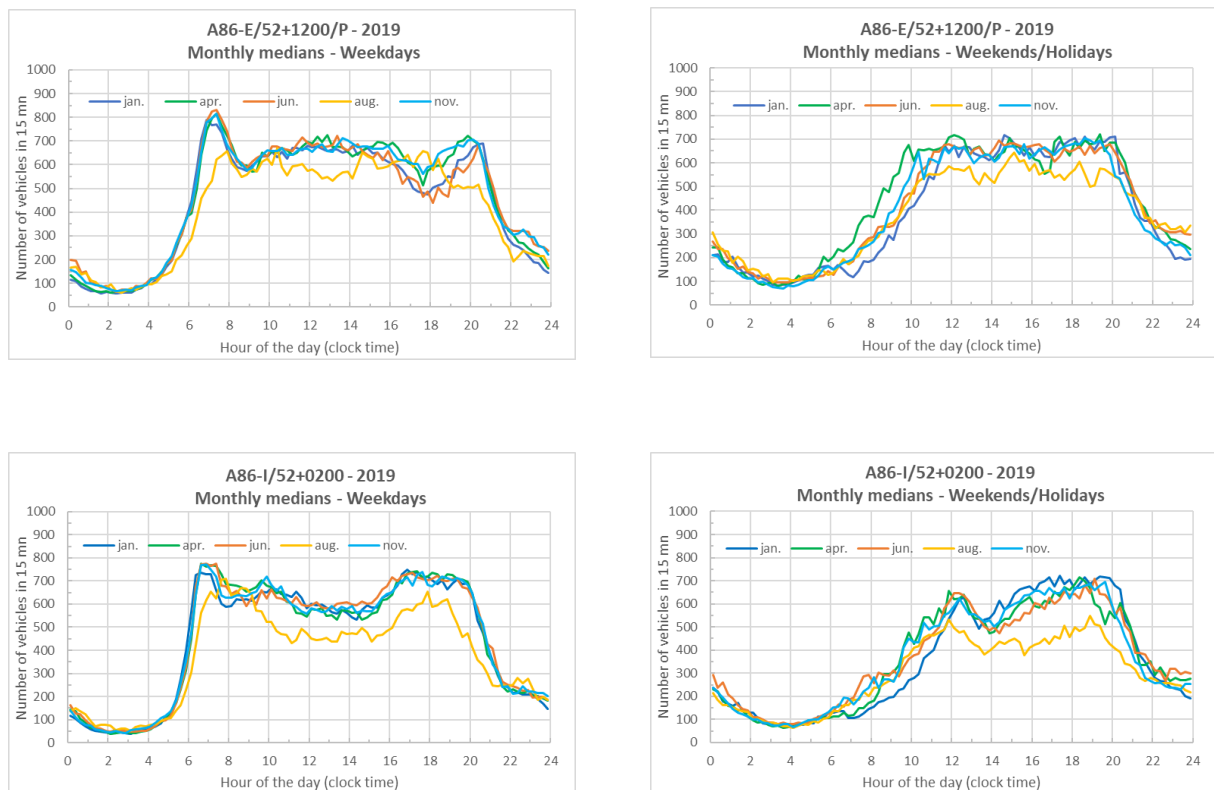 A86-E/52+1200/P - 2019
Monthly medians - Weekdays
Number of vehicles in 15 mn
1000
900
800
700
600
500
400
300
200
100
0
jan. apr. jun. aug. nov.
0 2 4 6 8 10 12 14 16 18 20 22 24
Hour of the day (clock time)
A86-E/52+1200/P - 2019
Monthly medians - Weekends/Holidays
Number of vehicles in 15 mn
1000
900
800
700
600
500
400
300
200
100
0
jan. apr. jun. aug. nov.
0 2 4 6 8 10 12 14 16 18 20 22 24
Hour of the day (clock time)
A86-I/52+0200 - 2019
Monthly medians - Weekdays
Number of vehicles in 15 mn
1000
900
800
700
600
500
400
300
200
100
0
jan. apr. jun. aug. nov.
0 2 4 6 8 10 12 14 16 18 20 22 24
Hour of the day (clock time)
A86-I/52+0200 - 2019
Monthly medians - Weekends/Holidays
Number of vehicles in 15 mn
1000
900
800
700
600
500
400
300
200
100
0
jan. apr. jun. aug. nov.
0 2 4 6 8 10 12 14 16 18 20 22 24
Hour of the day (clock time)